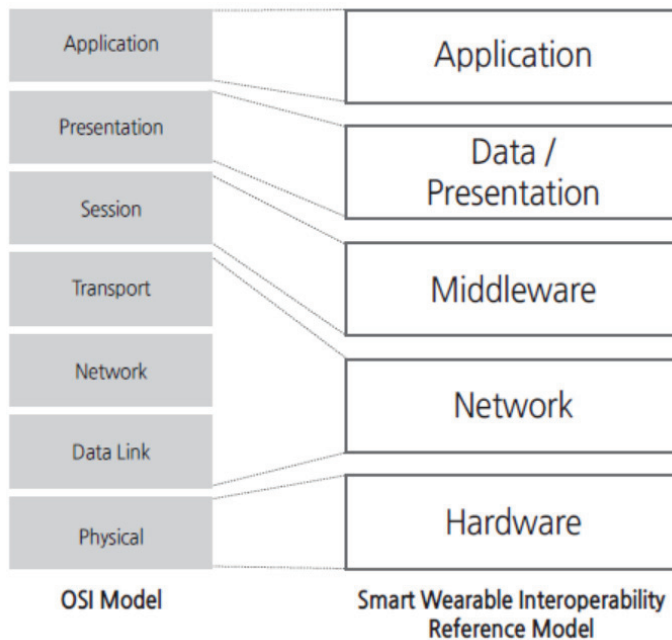 Application
Presentation
Session
Transport
Network
Data Link
Physical
OSI Model
Application
Data /
Presentation
Middleware
Network
Hardware
Smart Wearable Interoperability
Reference Model